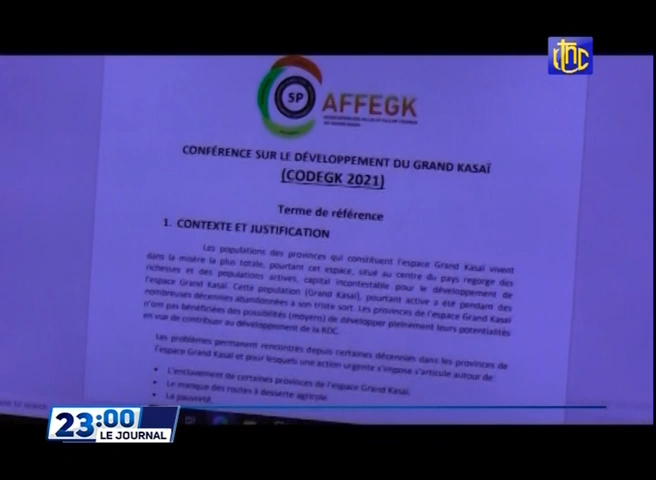 rtnc
SP
AFFEGK
CONFÉRENCE SUR LE DÉVELOPPEMENT DU GRAND KASAÏ
(CODEGK 2021)
Terme de référence
1. CONTEXTE ET JUSTIFICATION
Les populations des provinces qui constituent l'espace Grand Kasaï vivent
dans la misère la plus totale, pourtant cet espace, situé au centre du pays regorge des
richesses et des populations actives, capital incontestable pour le développement de
l'espace Grand Kasaï. Cette population (Grand Kasaï), pourtant active a été pendant des
nombreuses décennies abandonnées a son triste sort. Les provinces de l'espace Grand Kasaï
n'ont pas bénéficiées des possibilités (moyens) de développer pleinement leurs potentialités
en vue de contribuer au développement de la RDC.
Les problèmes permanent rencontrés depuis certaines décennies dans les provinces de
l'espace Grand Kasaï et pour lesquels une action urgente s'impose s'articule autour de
• L'enclavement de certaines provinces de l'espace Grand Kasaï.
• Le manque des routes à desserte agricole.
• La pauvreté.
23:00
LE JOURNAL